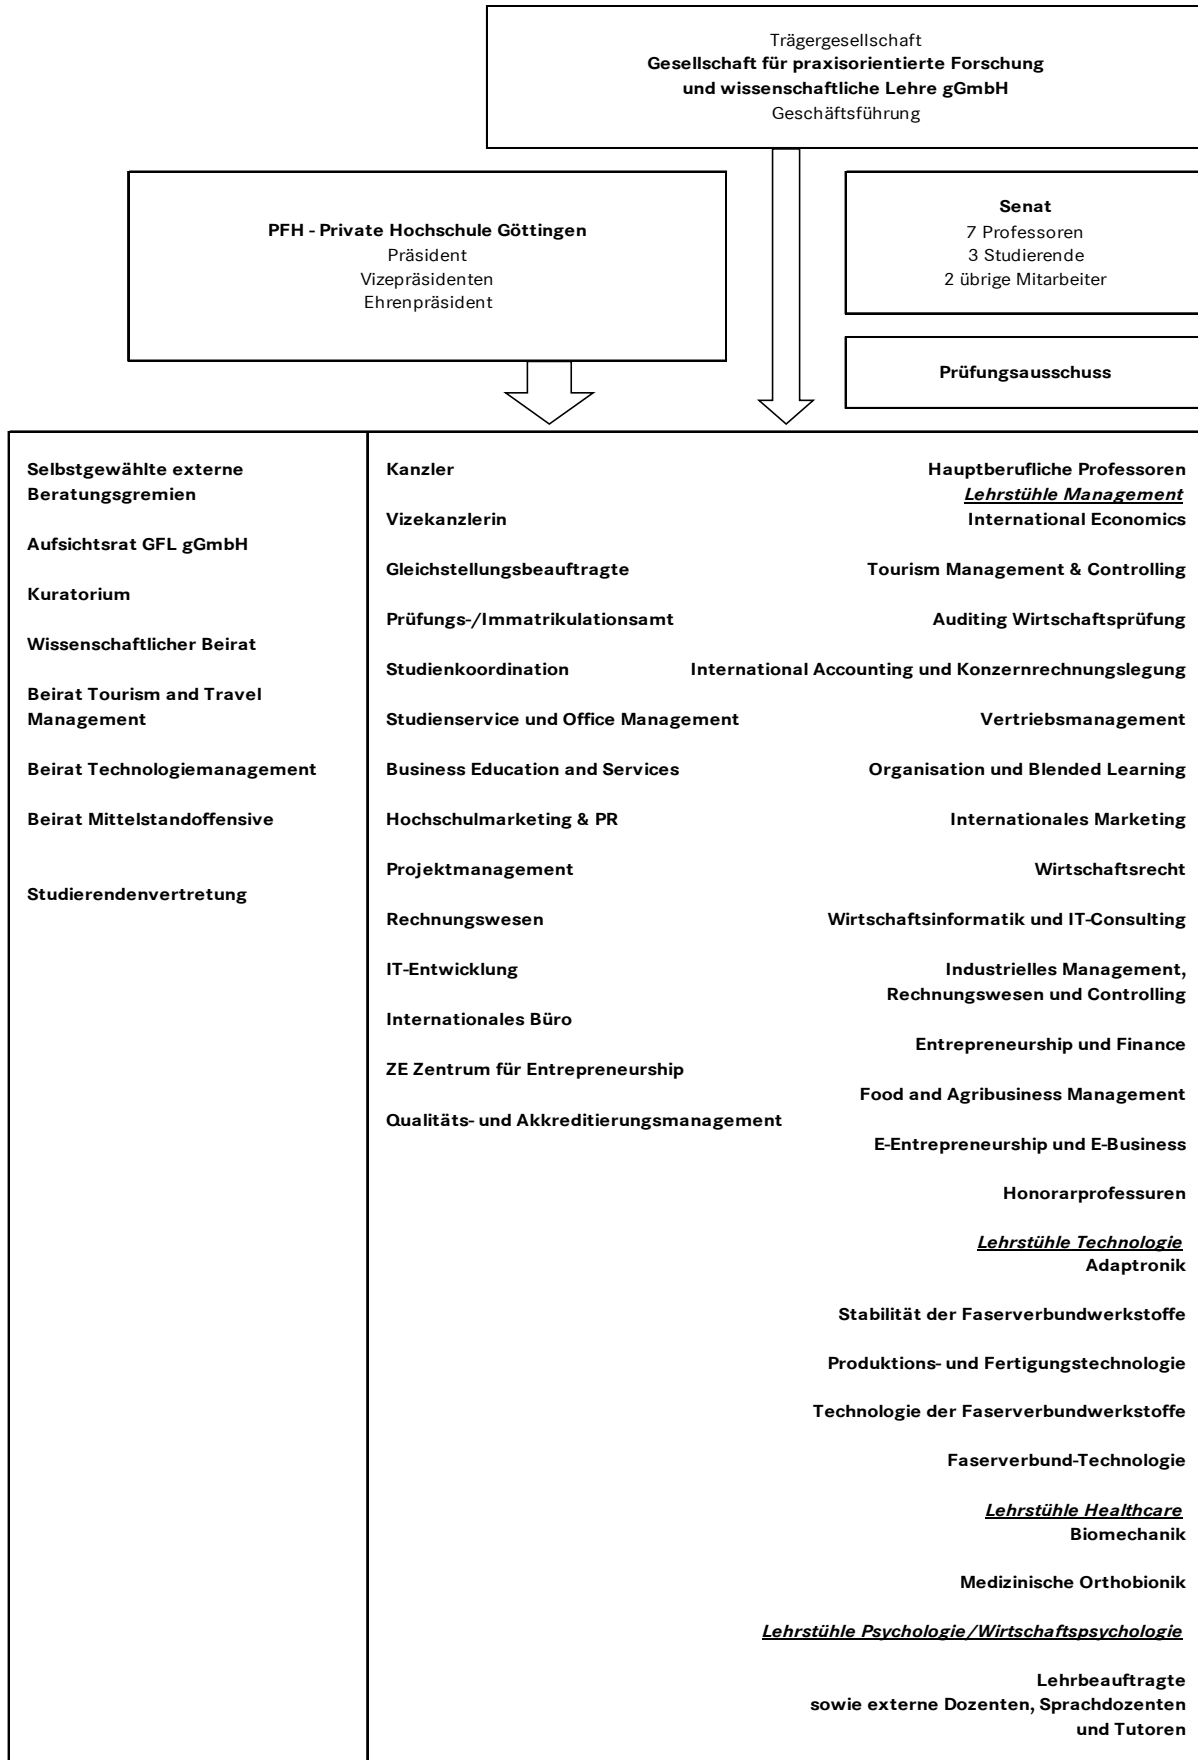 Trägergesellschaft
Gesellschaft für praxisorientierte Forschung
und wissenschaftliche Lehre gGmbH
Geschäftsführung
PFH - Private Hochschule Göttingen
Präsident
Vizepräsidenten
Ehrenpräsident
Senat
7 Professoren
3 Studierende
2 übrige Mitarbeiter
Prüfungsausschuss
Selbstgewählte externe
Beratungsgremien
Aufsichtsrat GFL gGmbH
Kuratorium
Wissenschaftlicher Beirat
Beirat Tourism and Travel
Management
Beirat Technologiemanagement
Beirat Mittelstandoffensive
Studierendenvertretung
Kanzler
Vizekanzlerin
Gleichstellungsbeauftragte
Prüfungs-/Immatrikulationsamt
Studienkoordination
Studienservice und Office Management
Business Education and Services
Hochschulmarketing & PR
Projektmanagement
Rechnungswesen
IT-Entwicklung
Internationales Büro
ZE Zentrum für Entrepreneurship
Qualitäts- und Akkreditierungsmanagement
Hauptberufliche Professoren
Lehrstühle Management
International Economics
Tourism Management & Controlling
Auditing Wirtschaftsprüfung
International Accounting und Konzernrechnungslegung
Vertriebsmanagement
Organisation und Blended Learning
Internationales Marketing
Wirtschaftsrecht
Wirtschaftsinformatik und IT-Consulting
Industrielles Management,
Rechnungswesen und Controlling
Entrepreneurship und Finance
Food and Agribusiness Management
E-Entrepreneurship und E-Business
Honorarprofessuren
Lehrstühle Technologie
Adaptronik
Stabilität der Faserverbundwerkstoffe
Produktions- und Fertigungstechnologie
Technologie der Faserverbundwerkstoffe
Faserverbund-Technologie
Lehrstühle Healthcare
Biomechanik
Medizinische Orthobionik
Lehrstühle Psychologie/Wirtschaftspsychologie
Lehrbeauftragte
sowie externe Dozenten, Sprachdozenten
und Tutoren